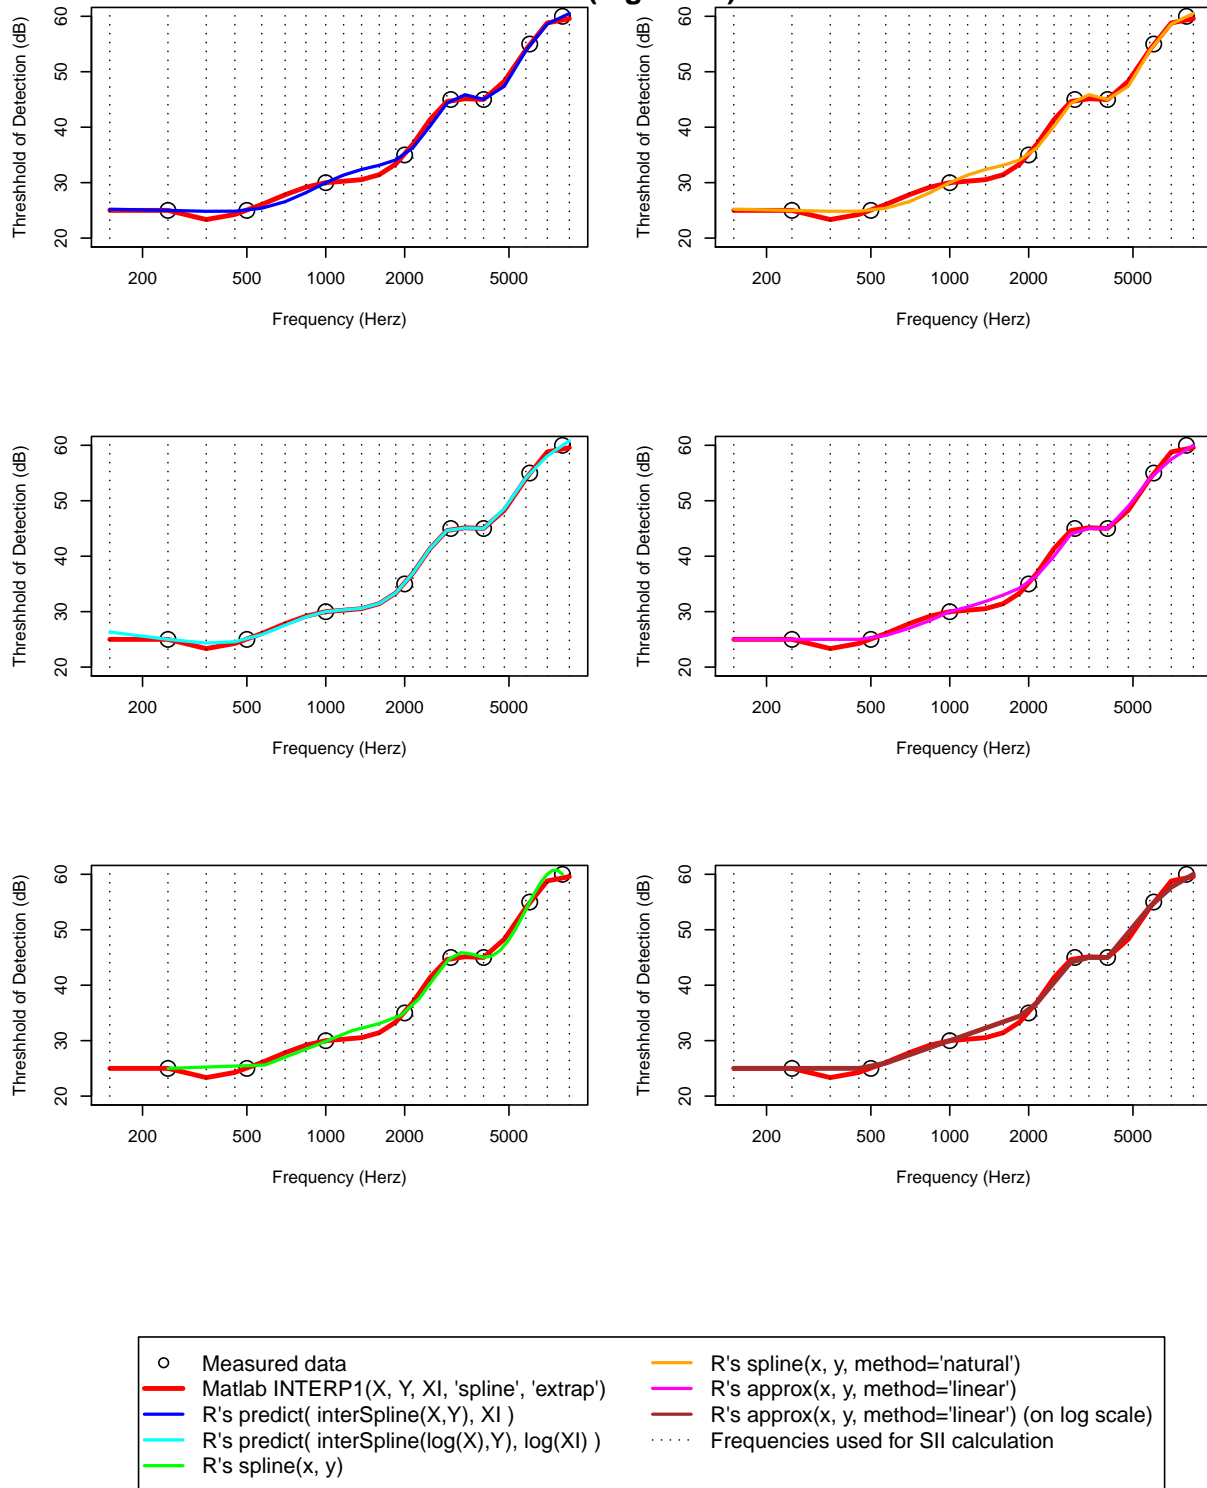 60
50
40
30
20
Threshhold of Detection (dB)
200 500 1000 2000 5000
Frequency (Herz)
60
50
40
30
20
Threshhold of Detection (dB)
200 500 1000 2000 5000
Frequency (Herz)
60
50
40
30
20
Threshhold of Detection (dB)
200 500 1000 2000 5000
Frequency (Herz)
60
50
40
30
20
Threshhold of Detection (dB)
200 500 1000 2000 5000
Frequency (Herz)
60
50
40
30
20
Threshhold of Detection (dB)
200 500 1000 2000 5000
Frequency (Herz)
60
50
40
30
20
Threshhold of Detection (dB)
200 500 1000 2000 5000
Frequency (Herz)
Measured data
Matlab INTERP1(X, Y, XI, 'spline', 'extrap')
R's predict( interSpline(X,Y), XI )
R's predict( interSpline(log(X),Y), log(XI) )
R's spline(x, y)
R's spline(x, y, method='natural')
R's approx(x, y, method='linear')
R's approx(x, y, method='linear') (on log scale)
Frequencies used for SII calculation